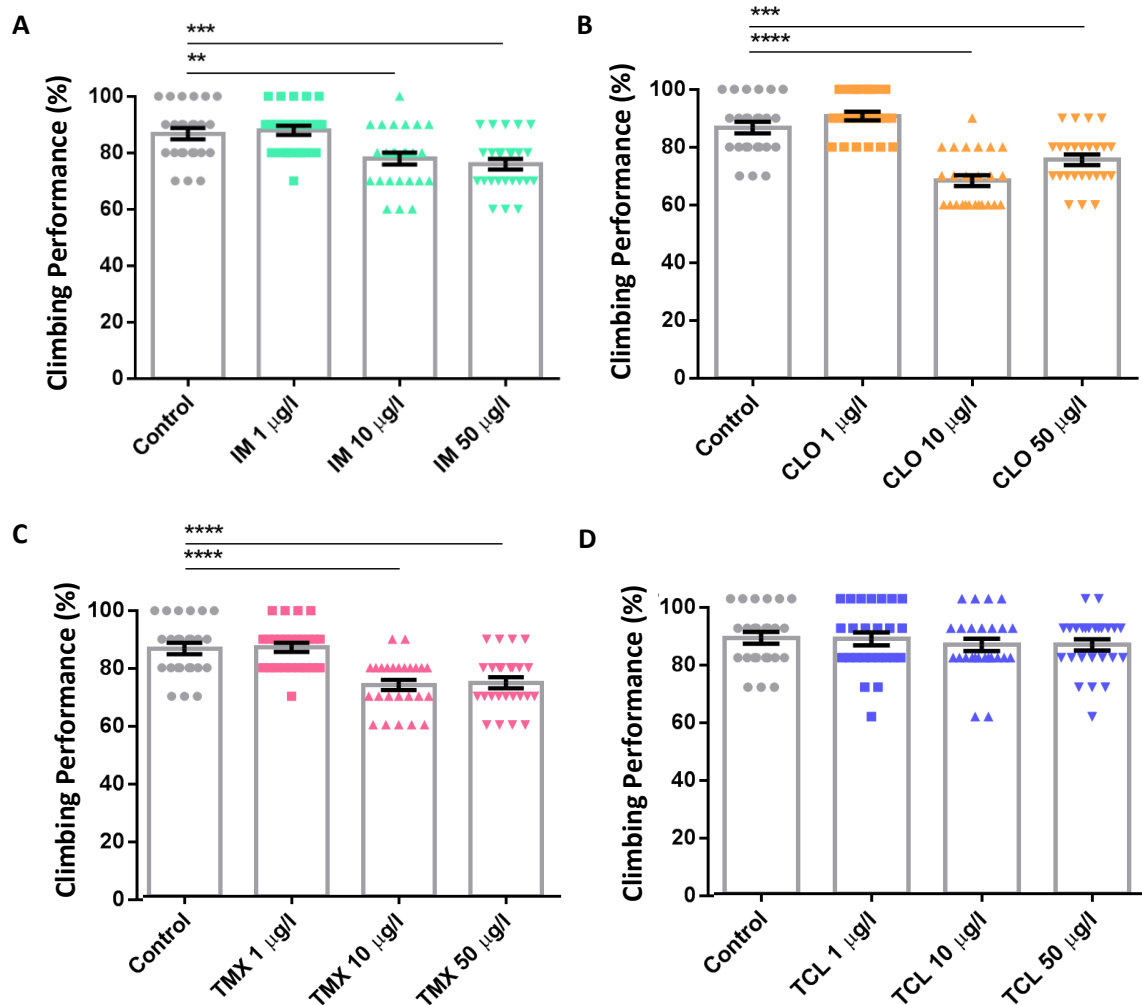 A
***
**
Climbing Performance (%)
100
80
60
40
20
0
Control
IM 1 μg/l
IM 10 μg/l
IM 50 μg/l
B
***
****
Climbing Performance (%)
100
80
60
40
20
0
Control
CLO 1 μg/l
CLO 10 μg/l
CLO 50 μg/l
C
****
****
Climbing Performance (%)
100
80
60
40
20
0
Control
TMX 1 μg/l
TMX 10 μg/l
TMX 50 μg/l
D
Climbing Performance (%)
100
80
60
40
20
0
Control
TCL 1 μg/l
TCL 10 μg/l
TCL 50 μg/l